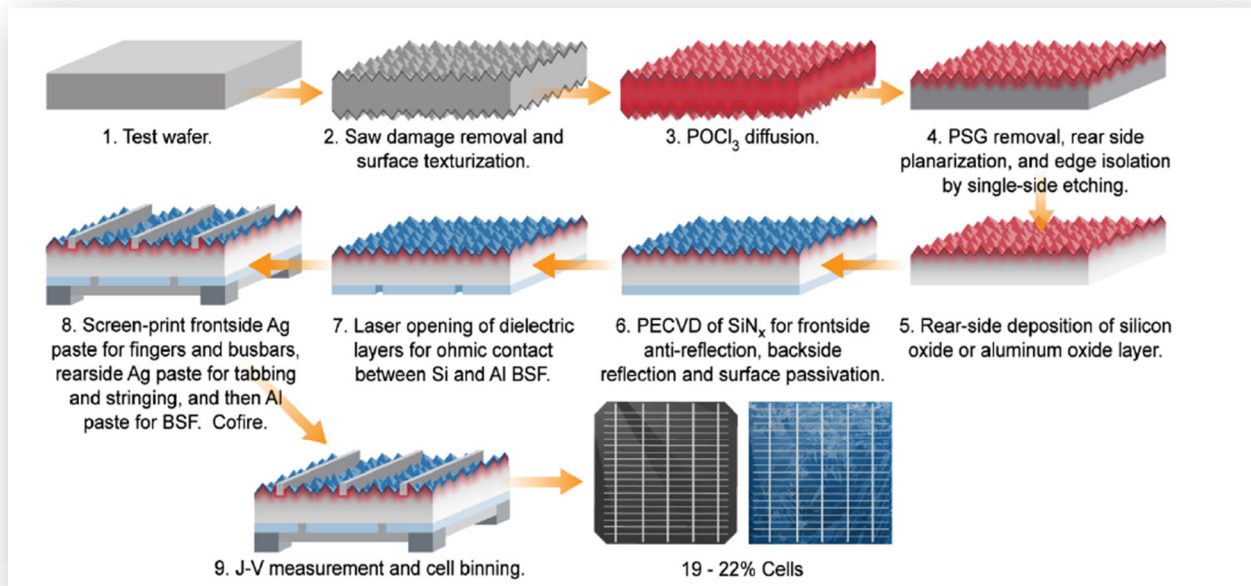 1. Test wafer.
2. Saw damage removal and
surface texturization.
3. POCl₃ diffusion.
4. PSG removal, rear side
planarization, and edge isolation
by single-side etching.
5. Rear-side deposition of silicon
oxide or aluminum oxide layer.
6. PECVD of SiNₓ for frontside
anti-reflection, backside
reflection and surface passivation.
7. Laser opening of dielectric
layers for ohmic contact
between Si and Al BSF.
8. Screen-print frontside Ag
paste for fingers and busbars,
rearside Ag paste for tabbing
and stringing, and then Al
paste for BSF. Cofire.
9. J-V measurement and cell binning.
19 - 22% Cells